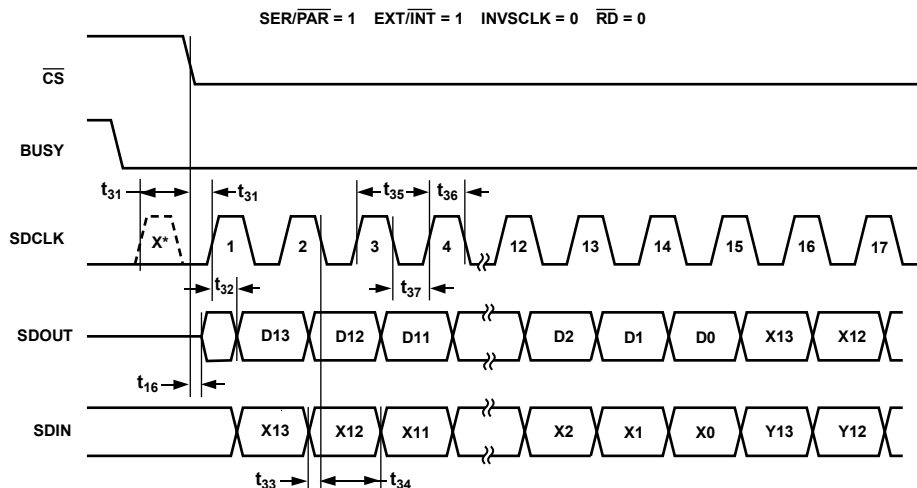 SER/PAR = 1 EXT/INT = 1 INVSCLK = 0 RD = 0
CS
BUSY
t31 t31 t35 t36
SDCLK X* 1 2 3 4 12 13 14 15 16 17
t32 t37
SDOUT D13 D12 D11 D2 D1 D0 X13 X12
t16
SDIN X13 X12 X11 X2 X1 X0 Y13 Y12
t33 t34